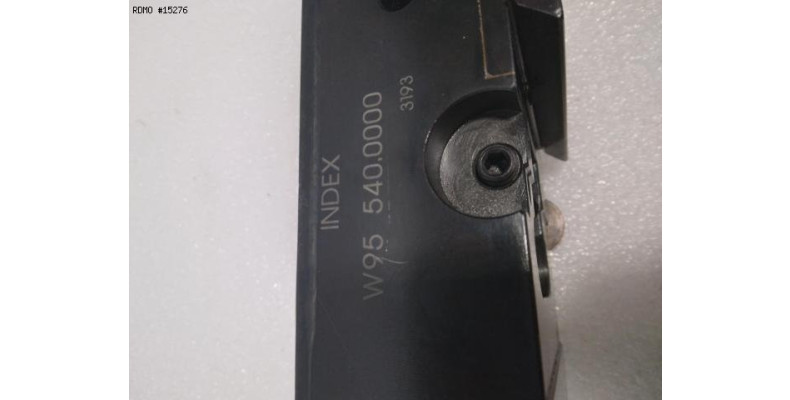 RDMO #15276
INDEX
W95 540.0000
3193